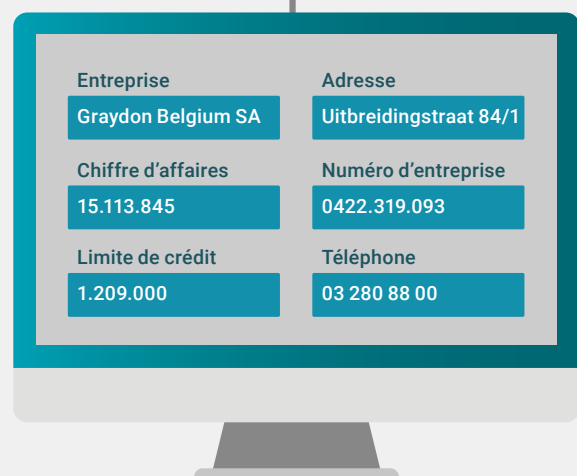 Entreprise
Graydon Belgium SA
Adresse
Uitbreidingstraat 84/1
Chiffre d’affaires
15.113.845
Numéro d’entreprise
0422.319.093
Limite de crédit
1.209.000
Téléphone
03 280 88 00